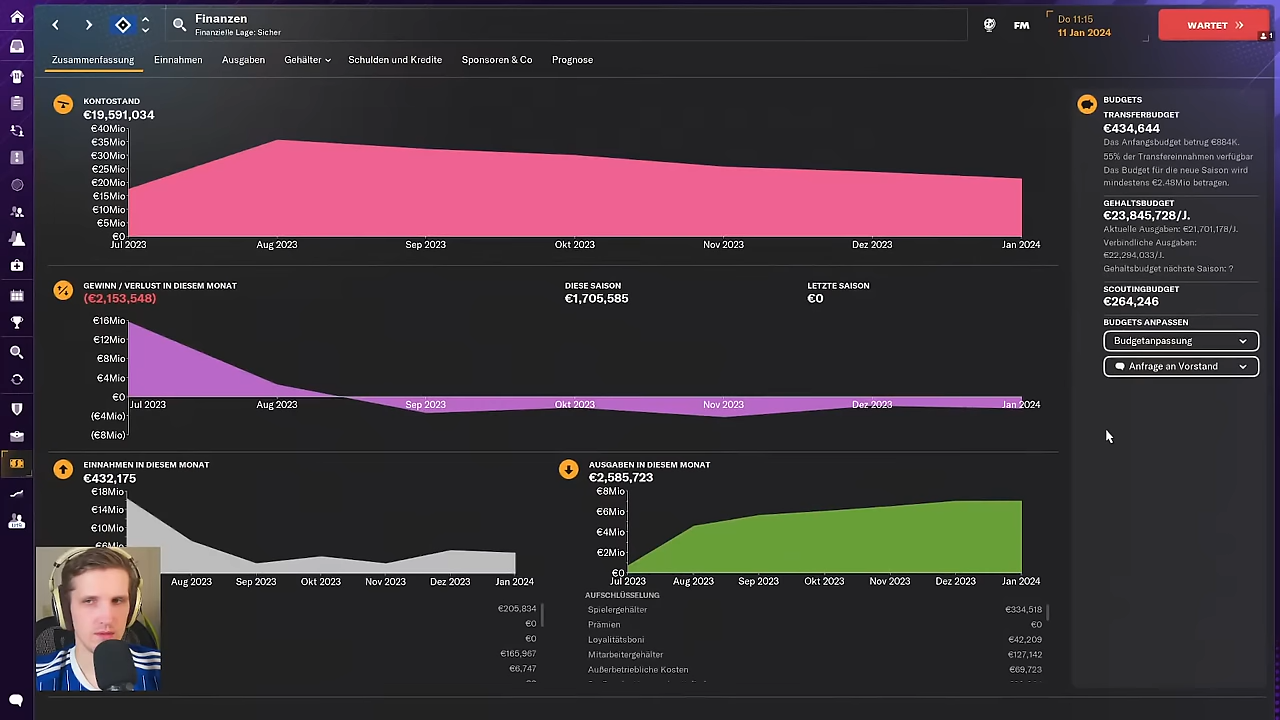 Finanzen
Finanzielle Lage: Sicher
FM
Do 11:15
11 Jan 2024
WARTET
1
Zusammenfassung
Einnahmen
Ausgaben
Gehälter
Schulden und Kredite
Sponsoren & Co
Prognose
KONTOSTAND
€19,591,034
€40Mio
€35Mio
€30Mio
€25Mio
€20Mio
€15Mio
€10Mio
€5Mio
€0
Jul 2023
Aug 2023
Sep 2023
Okt 2023
Nov 2023
Dez 2023
Jan 2024
GEWINN / VERLUST IN DIESEM MONAT
(€2,153,548)
DIESE SAISON
€1,705,585
LETZTE SAISON
€0
€16Mio
€12Mio
€8Mio
€4Mio
€0
(€4Mio)
(€8Mio)
Jul 2023
Aug 2023
Sep 2023
Okt 2023
Nov 2023
Dez 2023
Jan 2024
EINNAHMEN IN DIESEM MONAT
€432,175
€18Mio
€14Mio
€10Mio
€6Mio
Aug 2023
Sep 2023
Okt 2023
Nov 2023
Dez 2023
Jan 2024
€205,834
€0
€0
€165,967
€6,747
AUSGABEN IN DIESEM MONAT
€2,585,723
€8Mio
€6Mio
€4Mio
€2Mio
€0
Jul 2023
Aug 2023
Sep 2023
Okt 2023
Nov 2023
Dez 2023
Jan 2024
AUFSCHLÜSSELUNG
Spielergehälter €334,518
Prämien €0
Loyalitätsboni €42,209
Mitarbeitergehälter €127,142
Außerbetriebliche Kosten €69,723
BUDGETS
TRANSFERBUDGET
€434,644
Das Anfangsbudget betrug €884K.
55% der Transfereinnahmen verfügbar
Das Budget für die neue Saison wird
mindestens €2.48Mio betragen.
GEHALTSBUDGET
€23,845,728/J.
Aktuelle Ausgaben: €21,701,178/J.
Verbindliche Ausgaben:
€22,294,033/J.
Gehaltsbudget nächste Saison: ?
SCOUTINGBUDGET
€264,246
BUDGETS ANPASSEN
Budgetanpassung
Anfrage an Vorstand